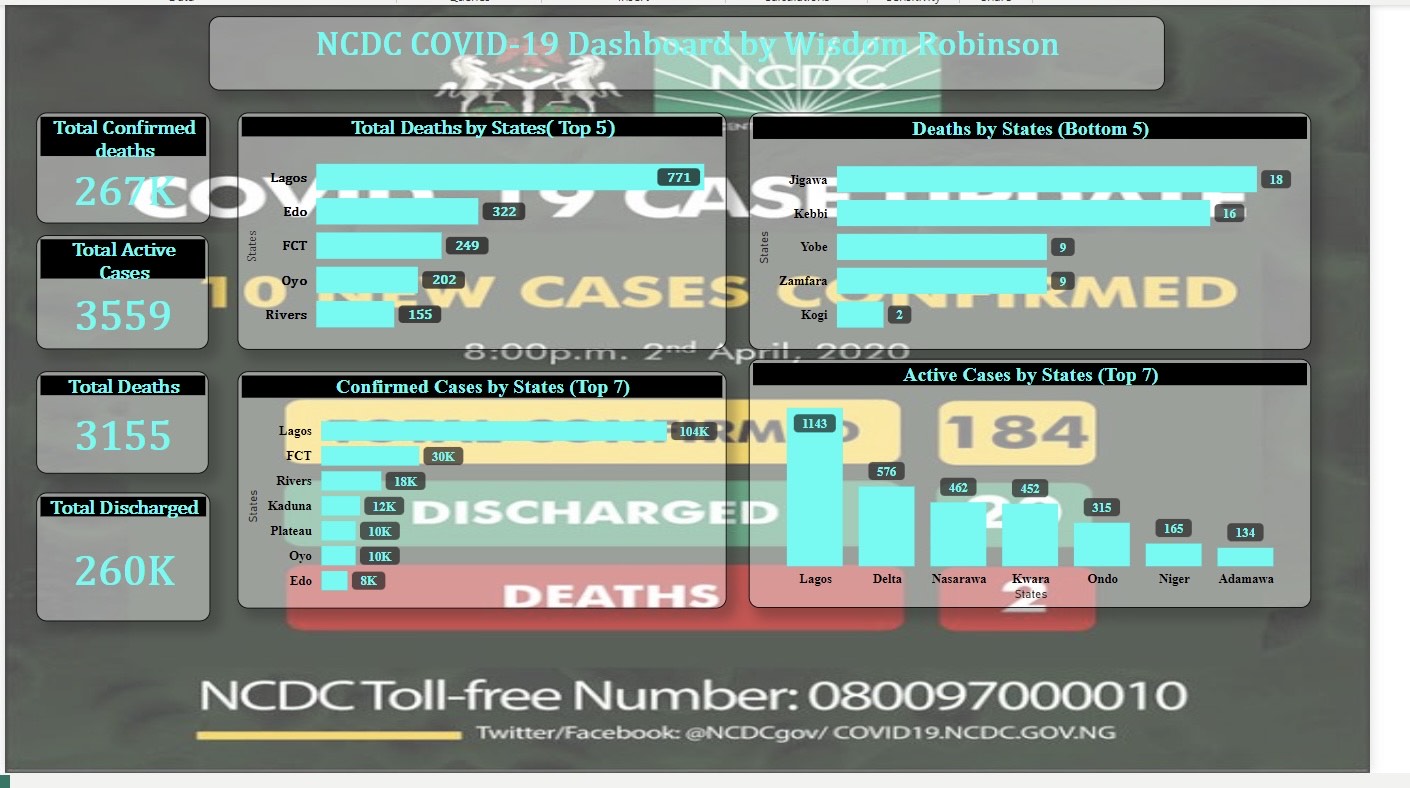 NCDC COVID-19 Dashboard by Wisdom Robinson
NCDC
Total Confirmed
deaths
267K
Total Active
Cases
3559
Total Deaths
3155
Total Discharged
260K
Total Deaths by States( Top 5)
States
Lagos 771
Edo 322
FCT 249
Oyo 202
Rivers 155
Deaths by States (Bottom 5)
States
Jigawa 18
Kebbi 16
Yobe 9
Zamfara 9
Kogi 2
COVID-19 CASE UPDATE
10 NEW CASES CONFIRMED
8:00p.m. 2nd April, 2020
Confirmed Cases by States (Top 7)
States
Lagos 104K
FCT 30K
Rivers 18K
Kaduna 12K
Plateau 10K
Oyo 10K
Edo 8K
Active Cases by States (Top 7)
1143 576 462 452 315 165 134
Lagos Delta Nasarawa Kwara Ondo Niger Adamawa
States
TOTAL CONFIRMED 184
DISCHARGED
DEATHS 2
NCDC Toll-free Number: 080097000010
Twitter/Facebook: @NCDCgov/ COVID19.NCDC.GOV.NG